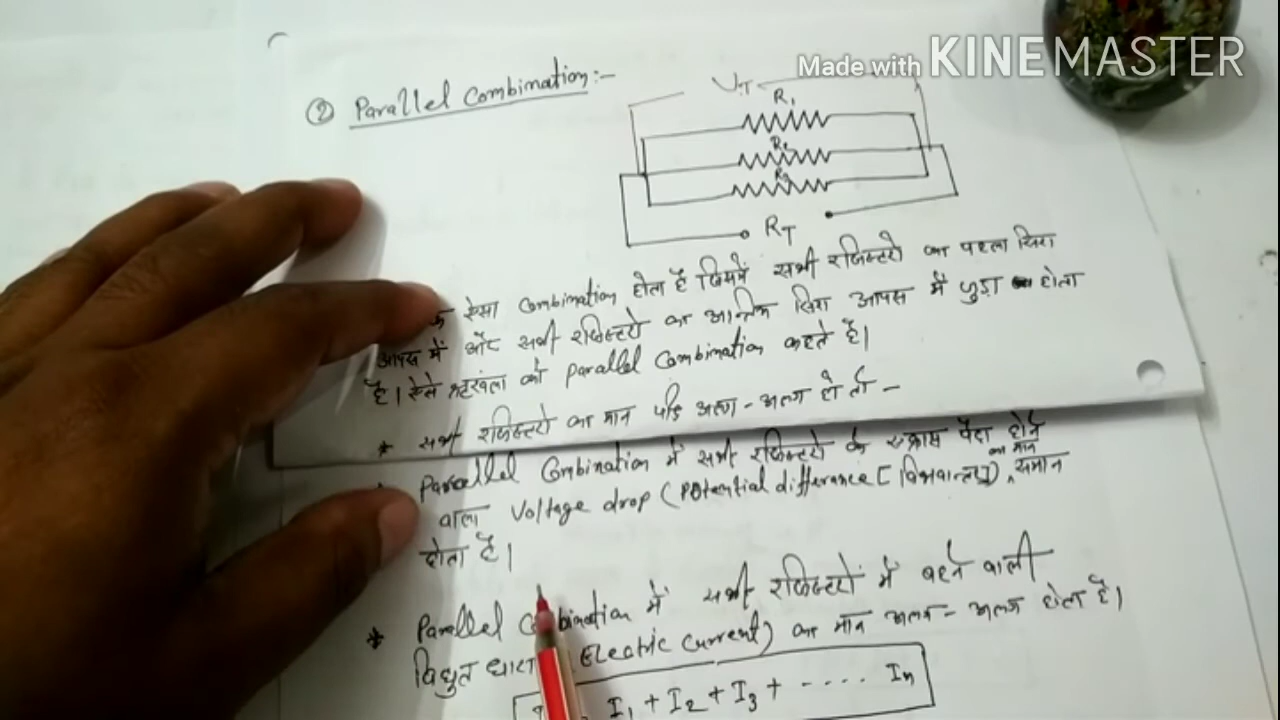 Made with KINEMASTER
② Parallel Combination:-
VT
R1
R2
R3
RT
ऐसा Combination होता है जिसमें सभी रजिस्टरो का पहला सिरा
आपस में और सभी रजिस्टरो का अन्तिम सिरा आपस में जुड़ा होता
है। ऐसे को Parallel Combination कहते है।
* सभी रजिस्टरो का मान यदि अलग-अलग हो तो -
Parallel Combination में सभी रजिस्टरो के पैदा होने
वाला Voltage drop (Potential difference [विभवान्तर) का मान समान
होता है।
* Parallel Combination में सभी रजिस्टरों में बहने वाली
विधुत धारा Electric Current) का मान अलग-अलग होता है।
I1 + I2 + I3 + ..... In